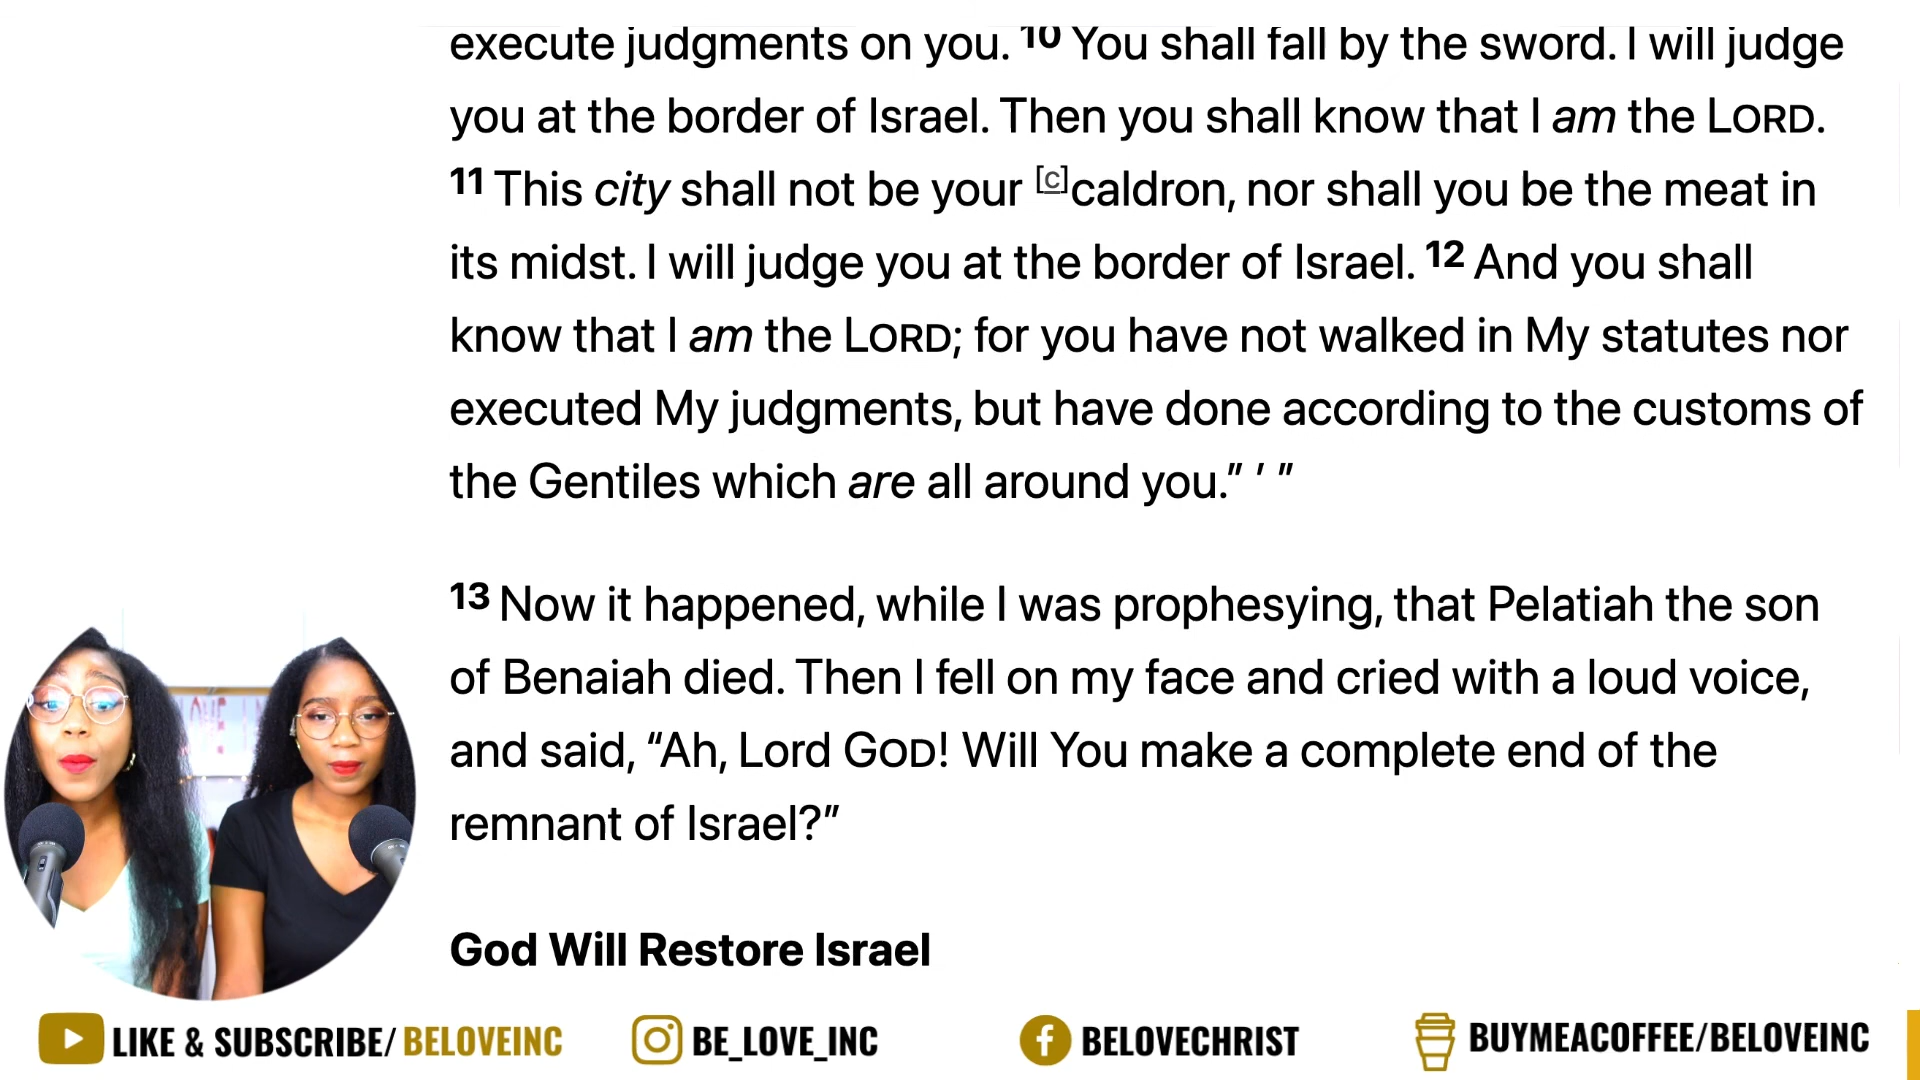 execute judgments on you. 10 You shall fall by the sword. I will judge
you at the border of Israel. Then you shall know that I am the LORD.
11 This city shall not be your [c]caldron, nor shall you be the meat in
its midst. I will judge you at the border of Israel. 12 And you shall
know that I am the LORD; for you have not walked in My statutes nor
executed My judgments, but have done according to the customs of
the Gentiles which are all around you.” ’ ”
13 Now it happened, while I was prophesying, that Pelatiah the son
of Benaiah died. Then I fell on my face and cried with a loud voice,
and said, “Ah, Lord GOD! Will You make a complete end of the
remnant of Israel?”
God Will Restore Israel
LIKE & SUBSCRIBE/ BELOVEINC
BE_LOVE_INC
BELOVECHRIST
BUYMEACOFFEE/BELOVEINC